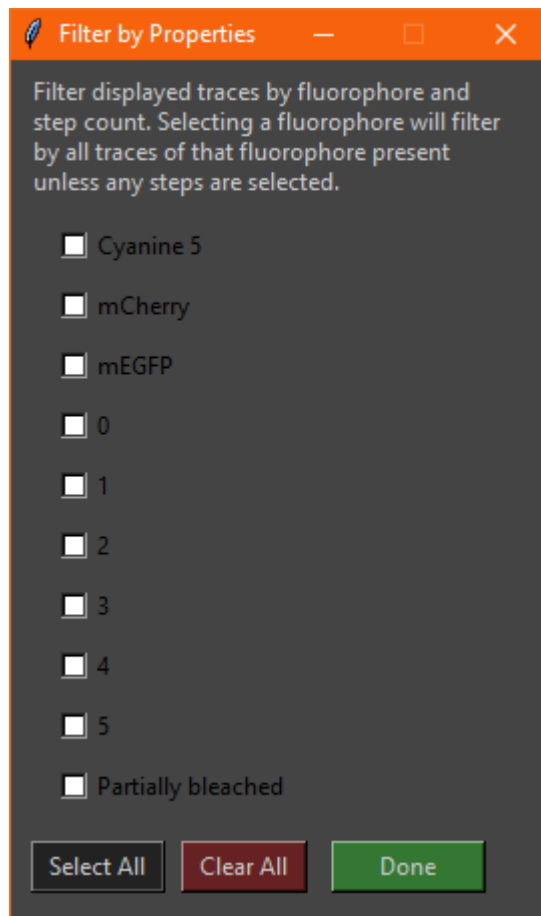 Filter by Properties
Filter displayed traces by fluorophore and
step count. Selecting a fluorophore will filter
by all traces of that fluorophore present
unless any steps are selected.
Cyanine 5
mCherry
mEGFP
0
1
2
3
4
5
Partially bleached
Select All Clear All Done